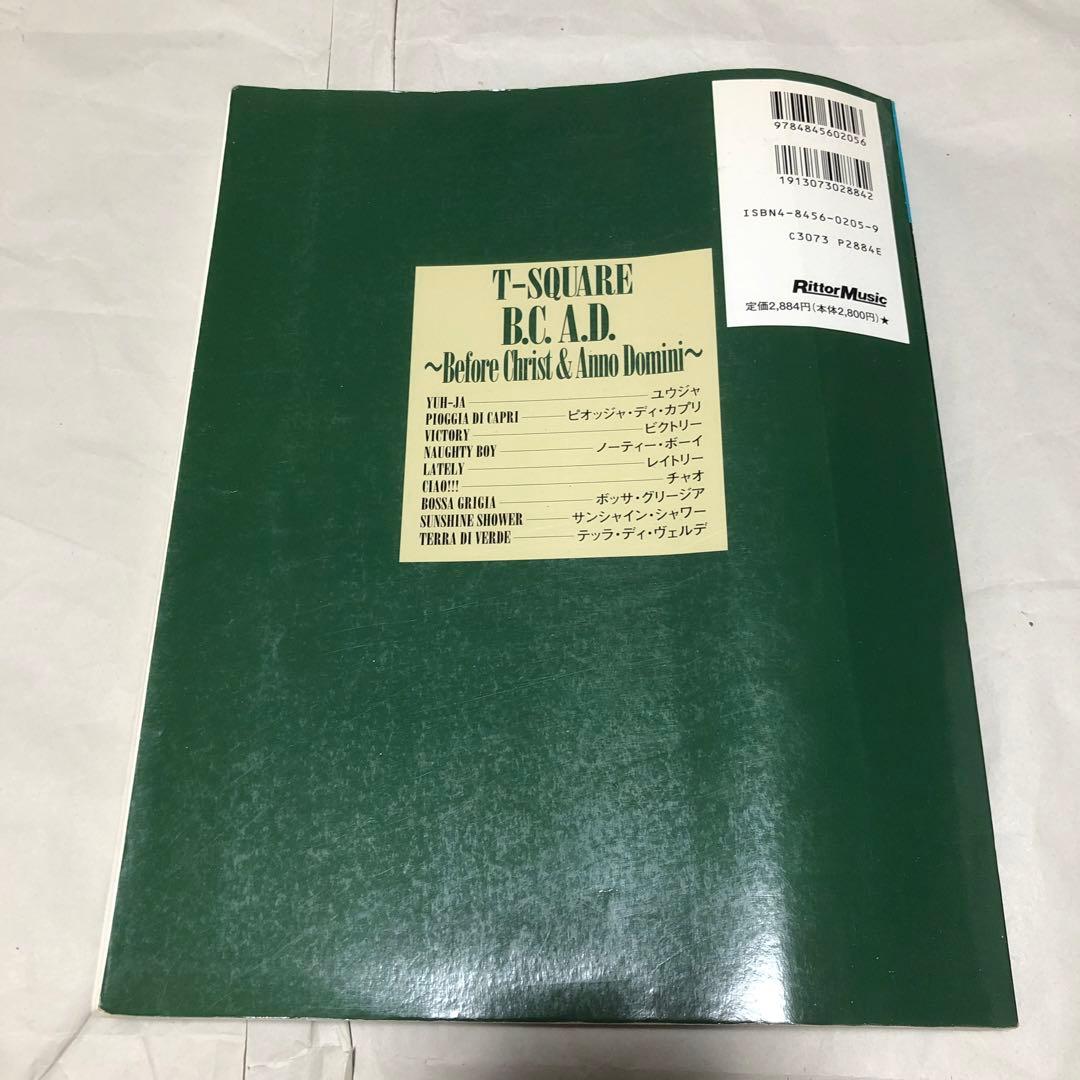 9784845602056
1913073028842
ISBN4-8456-0205-9
C3073 P2884E
RittorMusic
定価2,884円(本体2,800円)★
T-SQUARE
B.C. A.D.
~Before Christ & Anno Domini~
YUH-JA ユウジャ
PIOGGIA DI CAPRI ピオッジャ・ディ・カプリ
VICTORY ビクトリー
NAUGHTY BOY ノーティー・ボーイ
LATELY レイトリー
CIAO!!! チャオ
BOSSA GRIGIA ボッサ・グリージア
SUNSHINE SHOWER サンシャイン・シャワー
TERRA DI VERDE テッラ・ディ・ヴェルデ